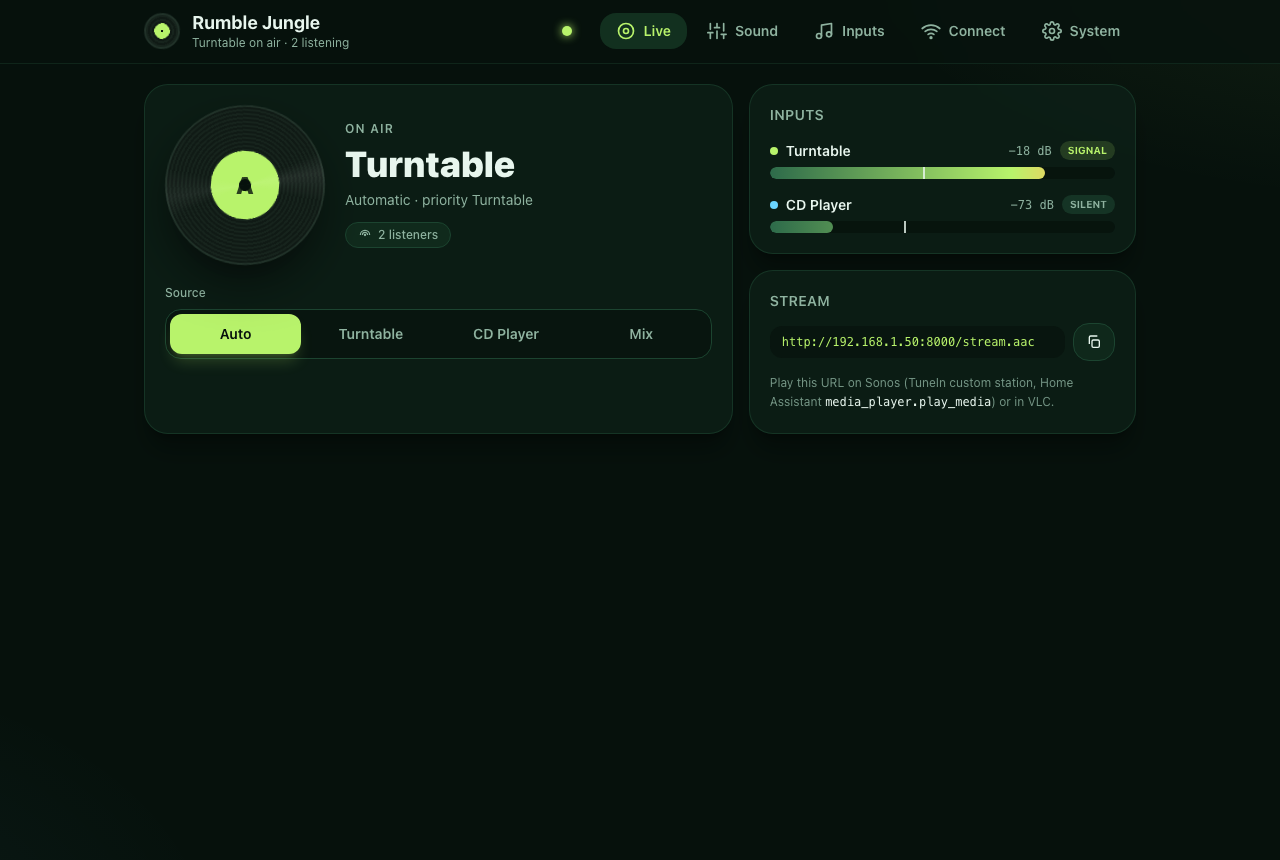 Rumble Jungle
Turntable on air · 2 listening
Live
Sound
Inputs
Connect
System
A
ON AIR
Turntable
Automatic · priority Turntable
2 listeners
Source
Auto
Turntable
CD Player
Mix
INPUTS
Turntable
−18 dB
SIGNAL
CD Player
−73 dB
SILENT
STREAM
http://192.168.1.50:8000/stream.aac
Play this URL on Sonos (TuneIn custom station, Home
Assistant media_player.play_media) or in VLC.